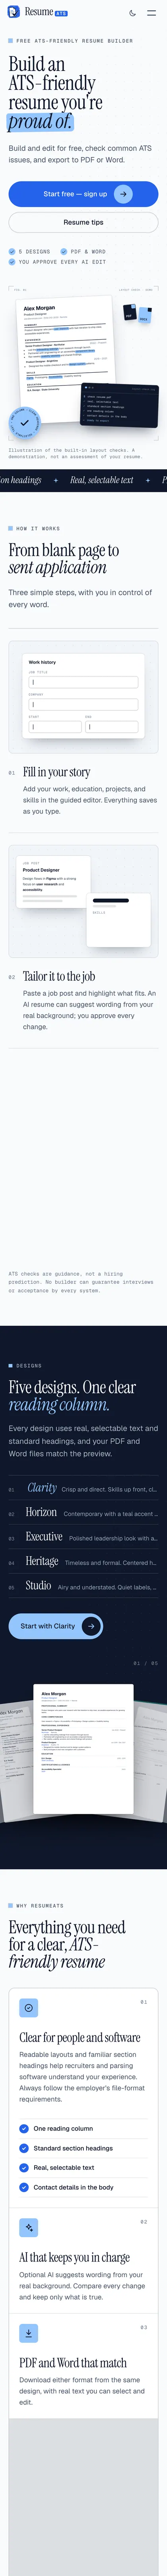 Resume ATS
FREE ATS-FRIENDLY RESUME BUILDER
Build an
ATS-friendly
resume you're
proud of.
Build and edit for free, check common ATS
issues, and export to PDF or Word.
Start free — sign up
Resume tips
5 DESIGNS
PDF & WORD
YOU APPROVE EVERY AI EDIT
Alex Morgan
Illustration of the built-in layout checks. A
demonstration, not an assessment of your resume.
on headings
Real, selectable text
HOW IT WORKS
From blank page to
sent application
Three simple steps, with you in control of
every word.
Work history
JOB TITLE
COMPANY
START
END
01
Fill in your story
Add your work, education, projects, and
skills in the guided editor. Everything saves
as you type.
JOB POST
Product Designer
Design flows in Figma with a strong
focus on user research and
accessibility.
SKILLS
02
Tailor it to the job
Paste a job post and highlight what fits. An
AI resume can suggest wording from your
real background; you approve every
change.
ATS checks are guidance, not a hiring
prediction. No builder can guarantee interviews
or acceptance by every system.
DESIGNS
Five designs. One clear
reading column.
Every design uses real, selectable text and
standard headings, and your PDF and
Word files match the preview.
01 Clarity Crisp and direct. Skills up front, cl...
02 Horizon Contemporary with a teal accent ...
03 Executive Polished leadership look with a...
04 Heritage Timeless and formal. Centered h...
05 Studio Airy and understated. Quiet labels, ...
Start with Clarity
01 / 05
Alex Morgan
WHY RESUMEATS
Everything you need
for a clear, ATS-
friendly resume
01
Clear for people and software
Readable layouts and familiar section
headings help recruiters and parsing
software understand your experience.
Always follow the employer's file-format
requirements.
One reading column
Standard section headings
Real, selectable text
Contact details in the body
02
AI that keeps you in charge
Optional AI suggests wording from your
real background. Compare every change
and keep only what is true.
03
PDF and Word that match
Download either format from the same
design, with real text you can select and
edit.